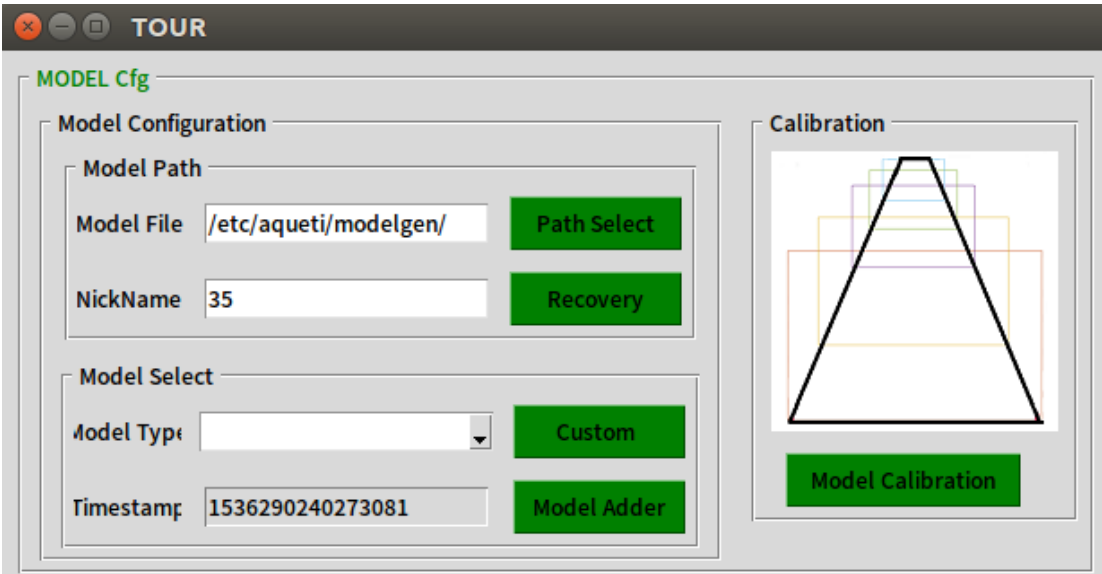 TOUR
MODEL Cfg
Model Configuration
Model Path
Model File /etc/aqueti/modelgen/ Path Select
NickName 35 Recovery
Model Select
Model Type Custom
Timestamp 1536290240273081 Model Adder
Calibration
Model Calibration